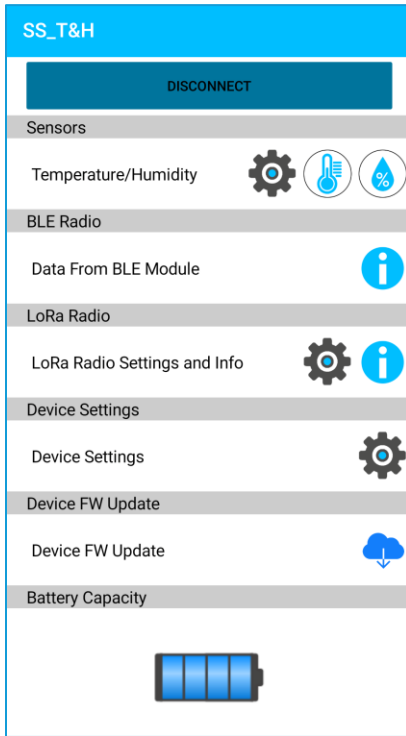 SS_T&H
DISCONNECT
Sensors
Temperature/Humidity
%
BLE Radio
Data From BLE Module
i
LoRa Radio
LoRa Radio Settings and Info
i
Device Settings
Device Settings
Device FW Update
Device FW Update
Battery Capacity